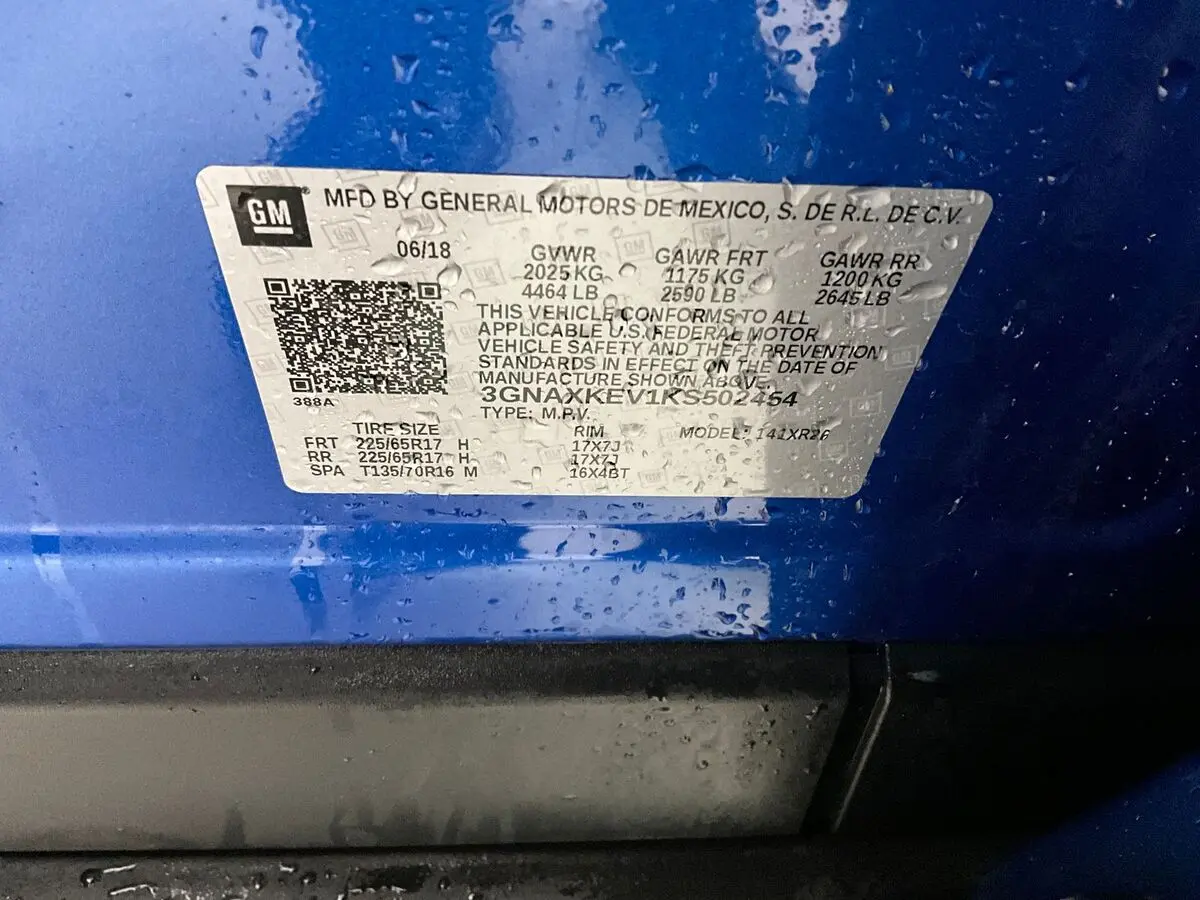 GM ® MFD BY GENERAL MOTORS DE MEXICO, S. DE R.L. DE C.V.
06/18 GVWR GAWR FRT GAWR RR
2025 KG 1175 KG 1200 KG
4464 LB 2590 LB 2645 LB
THIS VEHICLE CONFORMS TO ALL
APPLICABLE U.S. FEDERAL MOTOR
VEHICLE SAFETY AND THEFT PREVENTION
STANDARDS IN EFFECT ON THE DATE OF
MANUFACTURE SHOWN ABOVE.
388A
3GNAXKEV1KS502454
TYPE: M.P.V.
TIRE SIZE RIM MODEL: 141XR26
FRT 225/65R17 H 17X7J
RR 225/65R17 H 17X7J
SPA T135/70R16 M 16X4BT